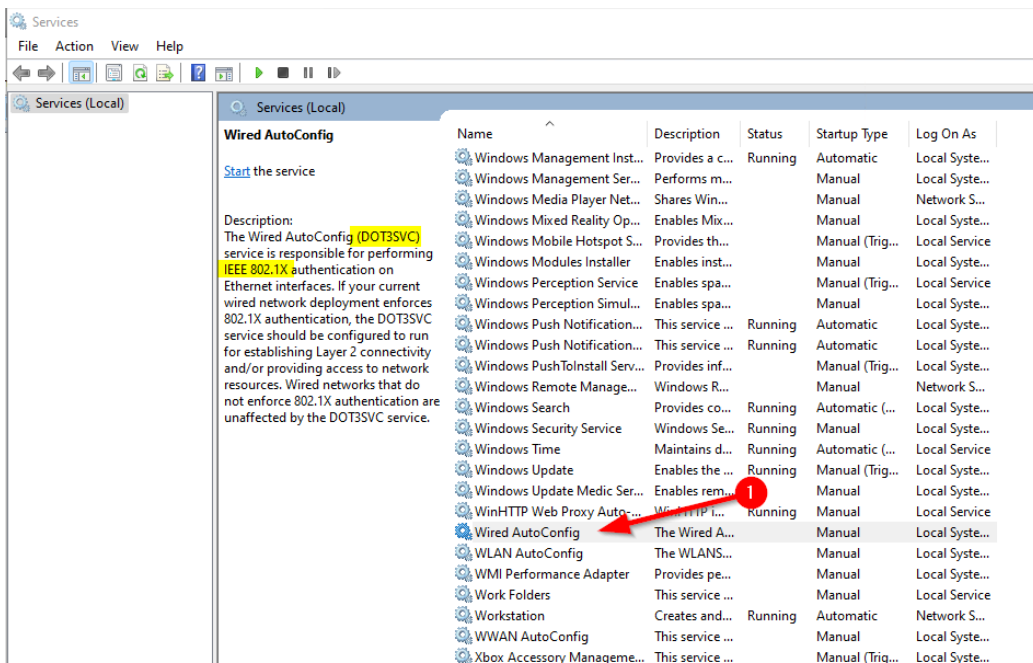 Services
File Action View Help
Services (Local)
Services (Local)
Wired AutoConfig
Start the service
Description:
The Wired AutoConfig (DOT3SVC)
service is responsible for performing
IEEE 802.1X authentication on
Ethernet interfaces. If your current
wired network deployment enforces
802.1X authentication, the DOT3SVC
service should be configured to run
for establishing Layer 2 connectivity
and/or providing access to network
resources. Wired networks that do
not enforce 802.1X authentication are
unaffected by the DOT3SVC service.
Name Description Status Startup Type Log On As
Windows Management Inst... Provides a c... Running Automatic Local Syste...
Windows Management Ser... Performs m... Manual Local Syste...
Windows Media Player Net... Shares Win... Manual Network S...
Windows Mixed Reality Op... Enables Mix... Manual Local Syste...
Windows Mobile Hotspot S... Provides th... Manual (Trig... Local Service
Windows Modules Installer Enables inst... Manual Local Syste...
Windows Perception Service Enables spa... Manual (Trig... Local Service
Windows Perception Simul... Enables spa... Manual Local Syste...
Windows Push Notification... This service ... Running Automatic Local Syste...
Windows Push Notification... This service ... Running Automatic Local Syste...
Windows PushToInstall Serv... Provides inf... Manual (Trig... Local Syste...
Windows Remote Manage... Windows R... Manual Network S...
Windows Search Provides co... Running Automatic (... Local Syste...
Windows Security Service Windows Se... Running Manual Local Syste...
Windows Time Maintains d... Running Automatic (... Local Service
Windows Update Enables the ... Running Manual (Trig... Local Syste...
Windows Update Medic Ser... Enables rem... 1 Manual Local Syste...
WinHTTP Web Proxy Auto-... WinHTTP i... Running Manual Local Service
Wired AutoConfig The Wired A... Manual Local Syste...
WLAN AutoConfig The WLANS... Manual Local Syste...
WMI Performance Adapter Provides pe... Manual Local Syste...
Work Folders This service ... Manual Local Service
Workstation Creates and... Running Automatic Network S...
WWAN AutoConfig This service ... Manual Local Syste...
Xbox Accessory Manageme... This service ... Manual (Trig... Local Syste...